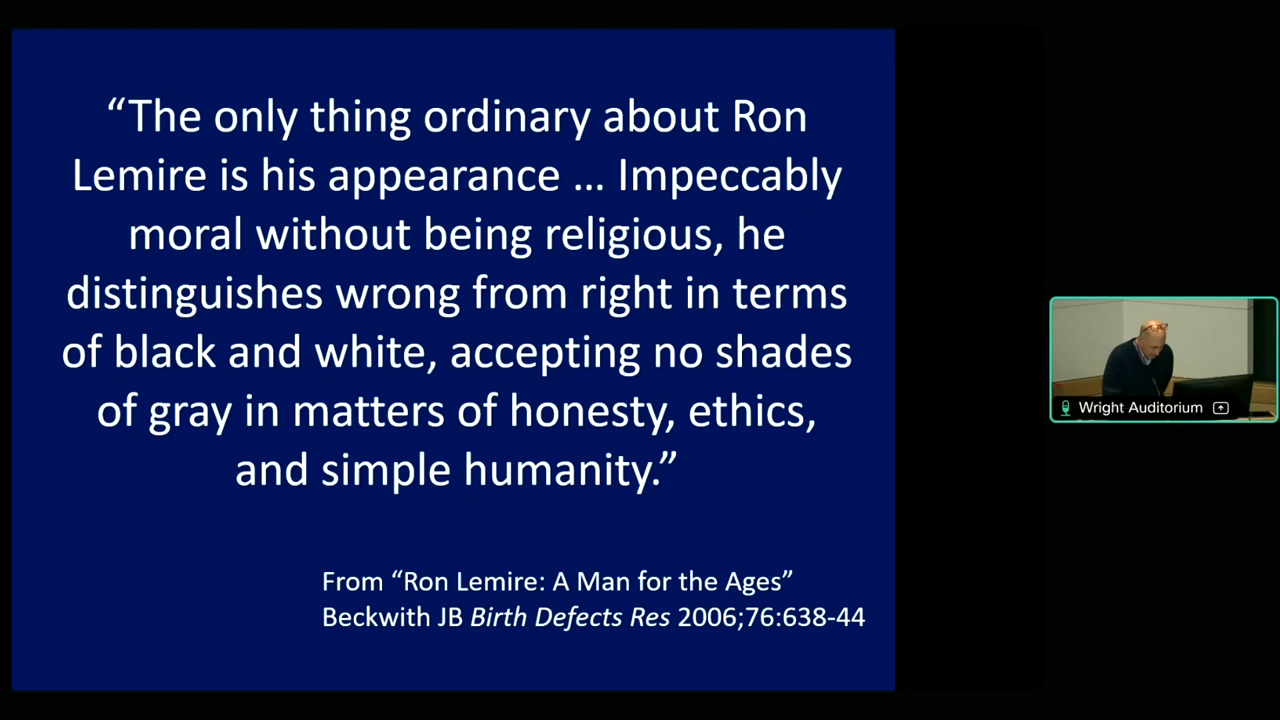 “The only thing ordinary about Ron
Lemire is his appearance … Impeccably
moral without being religious, he
distinguishes wrong from right in terms
of black and white, accepting no shades
of gray in matters of honesty, ethics,
and simple humanity.”
From “Ron Lemire: A Man for the Ages”
Beckwith JB Birth Defects Res 2006;76:638-44
Wright Auditorium